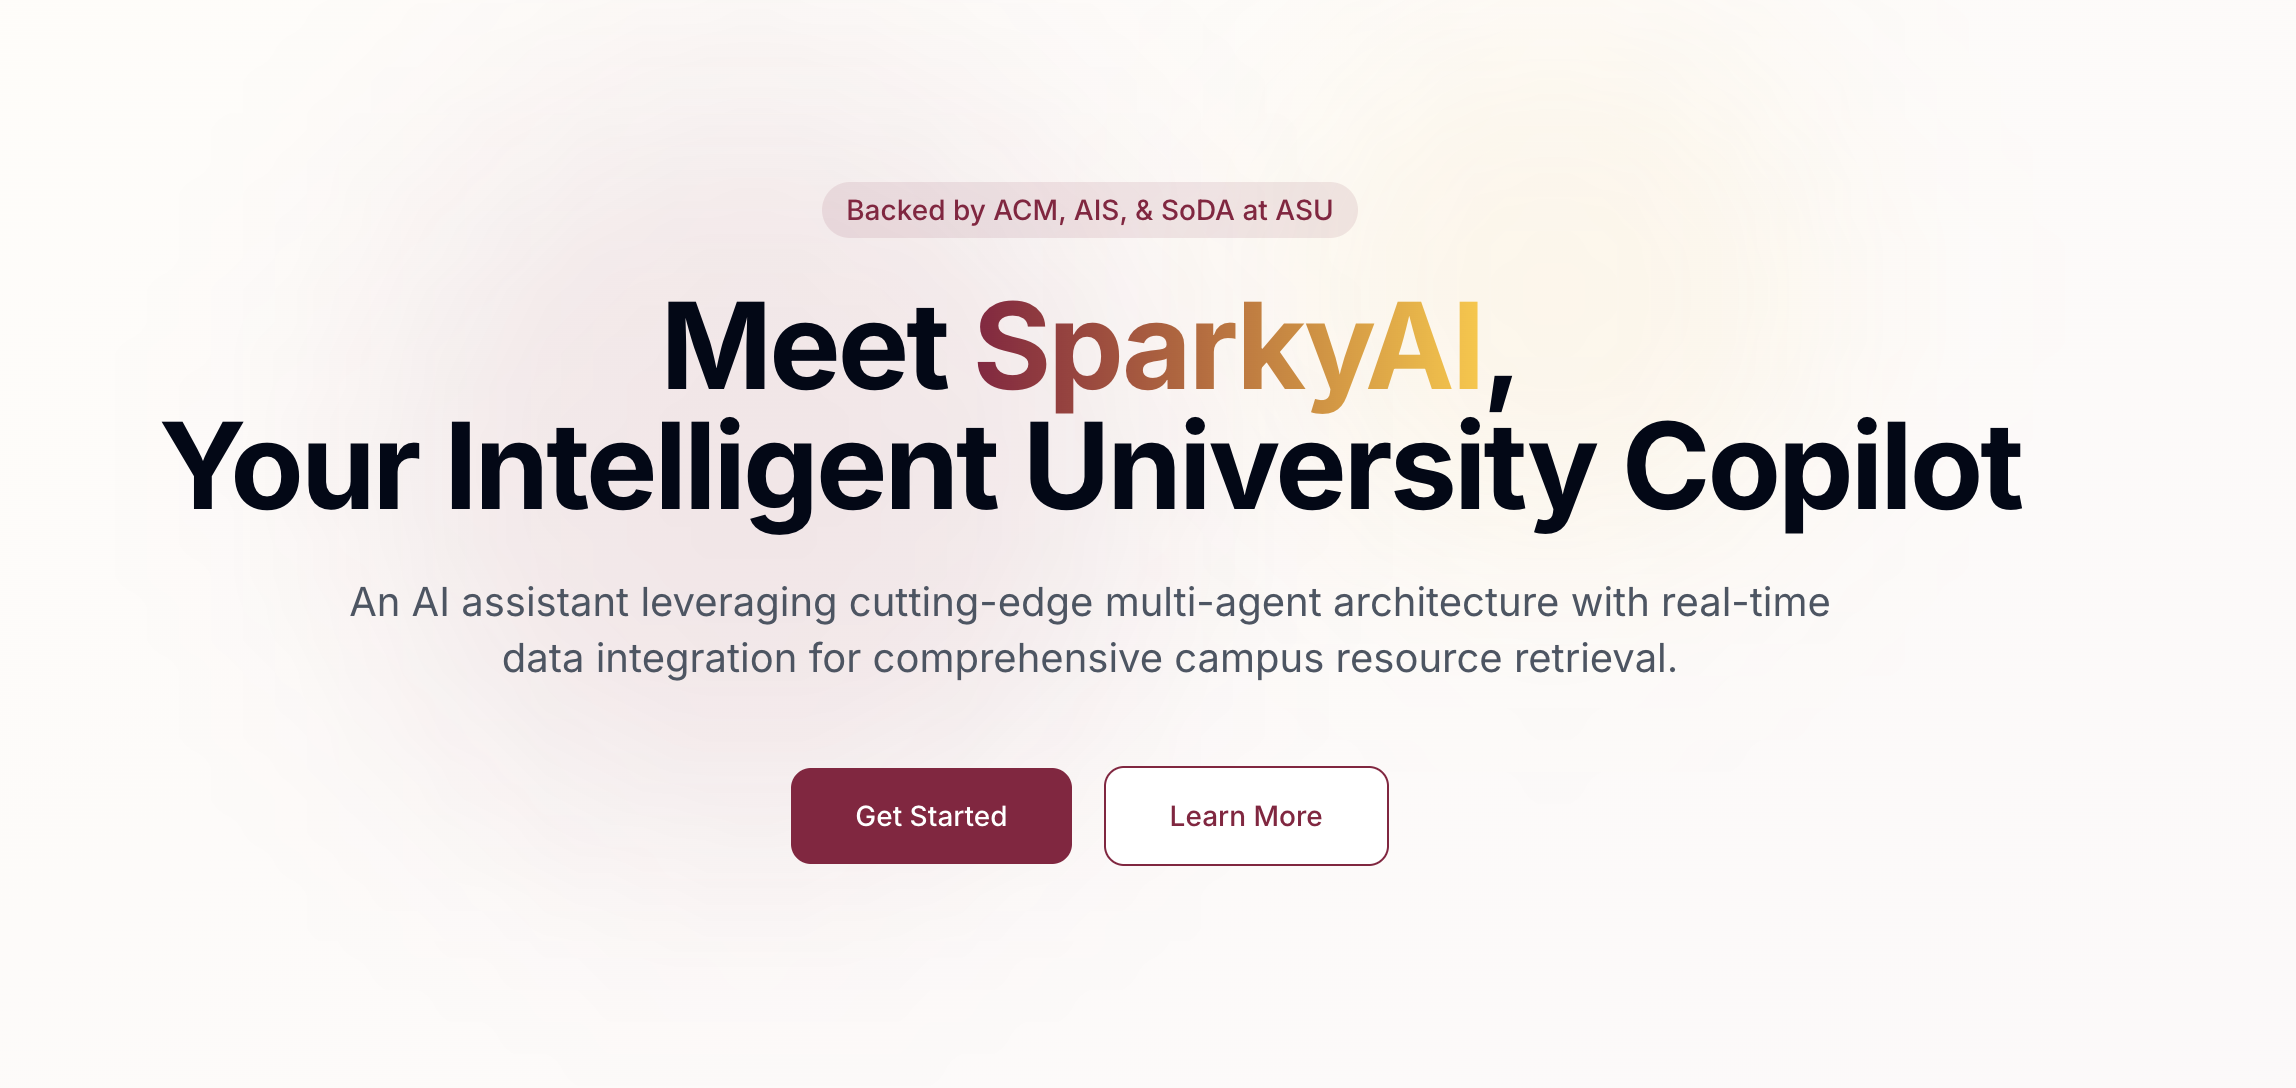 Backed by ACM, AIS, & SoDA at ASU
Meet SparkyAI,
Your Intelligent University Copilot
An AI assistant leveraging cutting-edge multi-agent architecture with real-time
data integration for comprehensive campus resource retrieval.
Get Started
Learn More